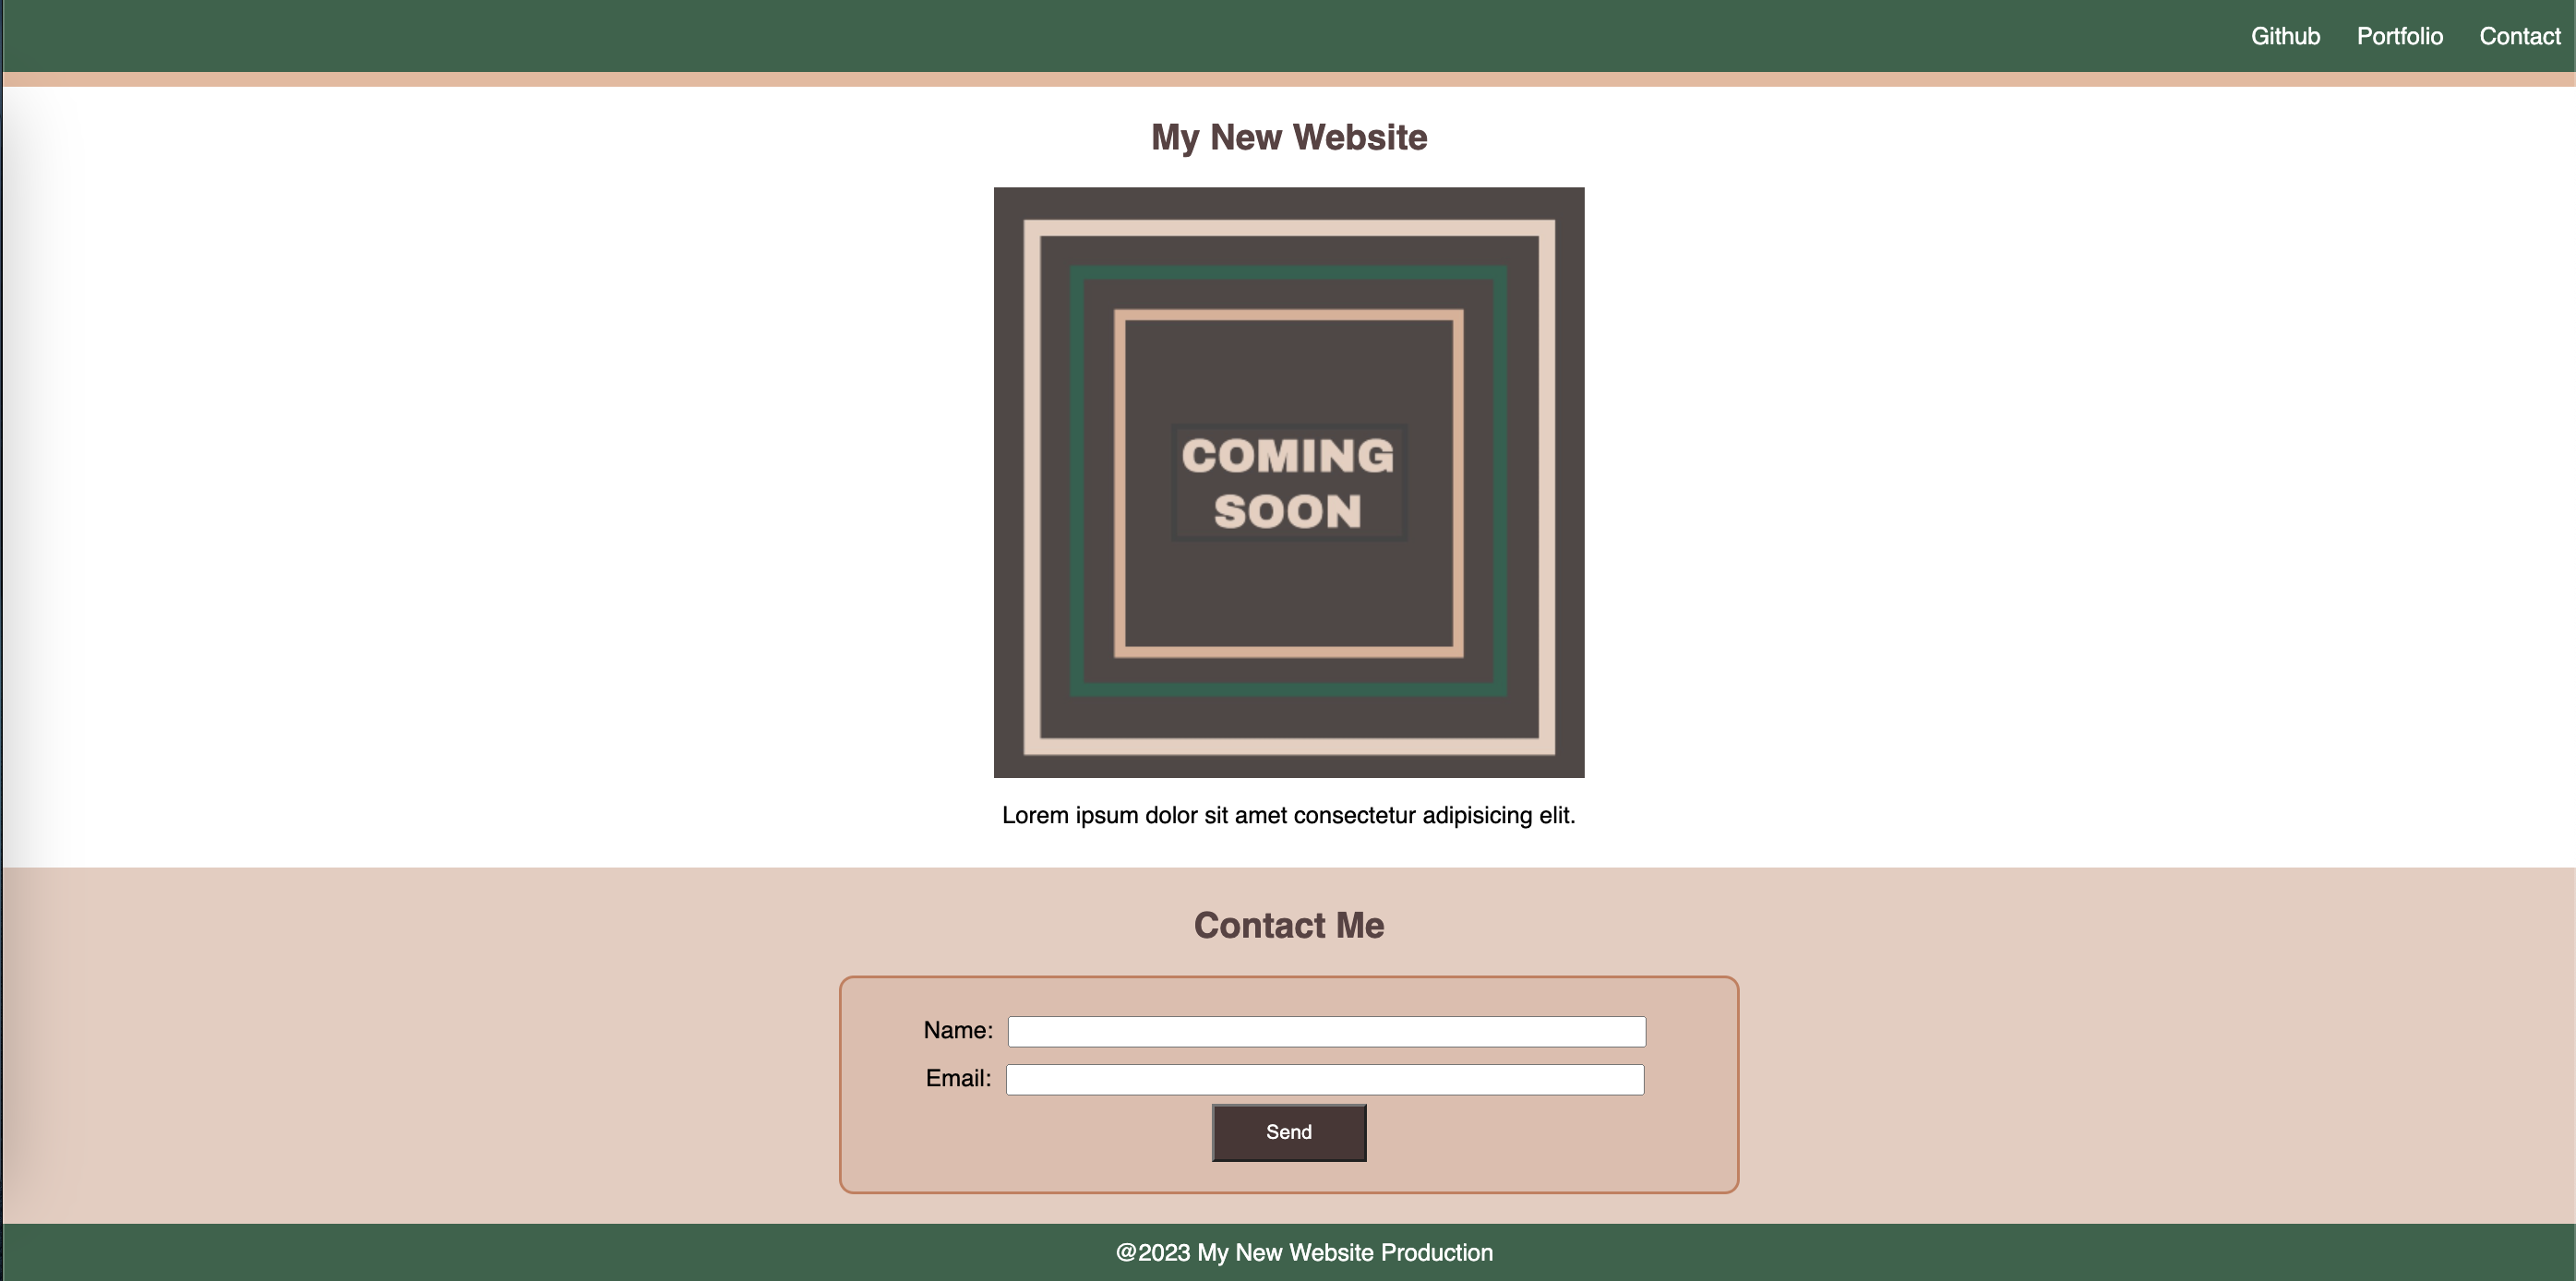 Github Portfolio Contact
My New Website
COMING
SOON
Lorem ipsum dolor sit amet consectetur adipisicing elit.
Contact Me
Name:
Email:
Send
@2023 My New Website Production